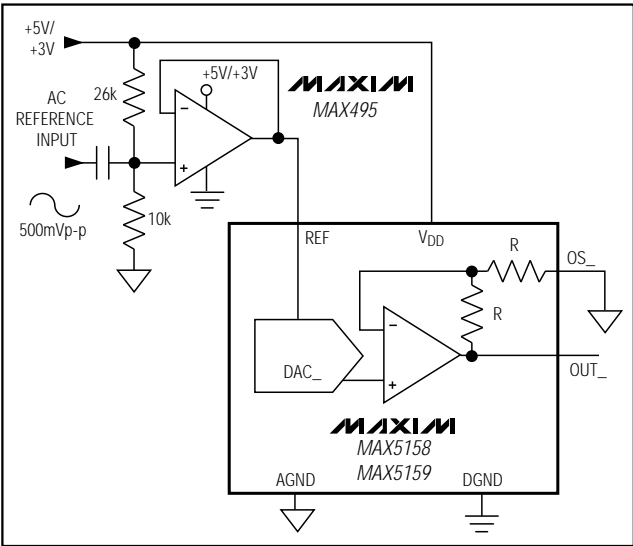 +5V/
+3V
26k
+5V/+3V
MAXIM
MAX495
AC
REFERENCE
INPUT
−
+
500mVp-p
10k
REF
VDD
R
OS_
R
−
+
DAC_
OUT_
MAXIM
MAX5158
MAX5159
AGND
DGND